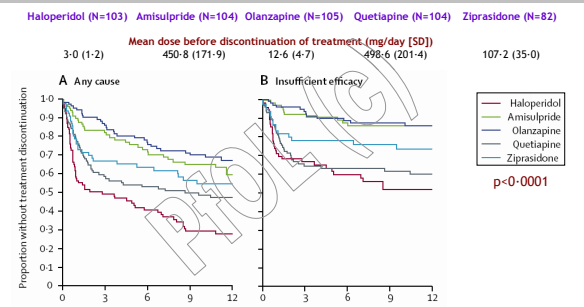 Haloperidol (N=103) Amisulpride (N=104) Olanzapine (N=105) Quetiapine (N=104) Ziprasidone (N=82)
Mean dose before discontinuation of treatment (mg/day [SD])
3·0 (1·2) 450·8 (171·9) 12·6 (4·7) 498·6 (201·4) 107·2 (35·0)
A Any cause
B Insufficient efficacy
Proportion without treatment discontinuation
1·0
0·9
0·8
0·7
0·6
0·5
0·4
0·3
0·2
0·1
0
0 3 6 9 12
0 3 6 9 12
Haloperidol
Amisulpride
Olanzapine
Quetiapine
Ziprasidone
p<0·0001